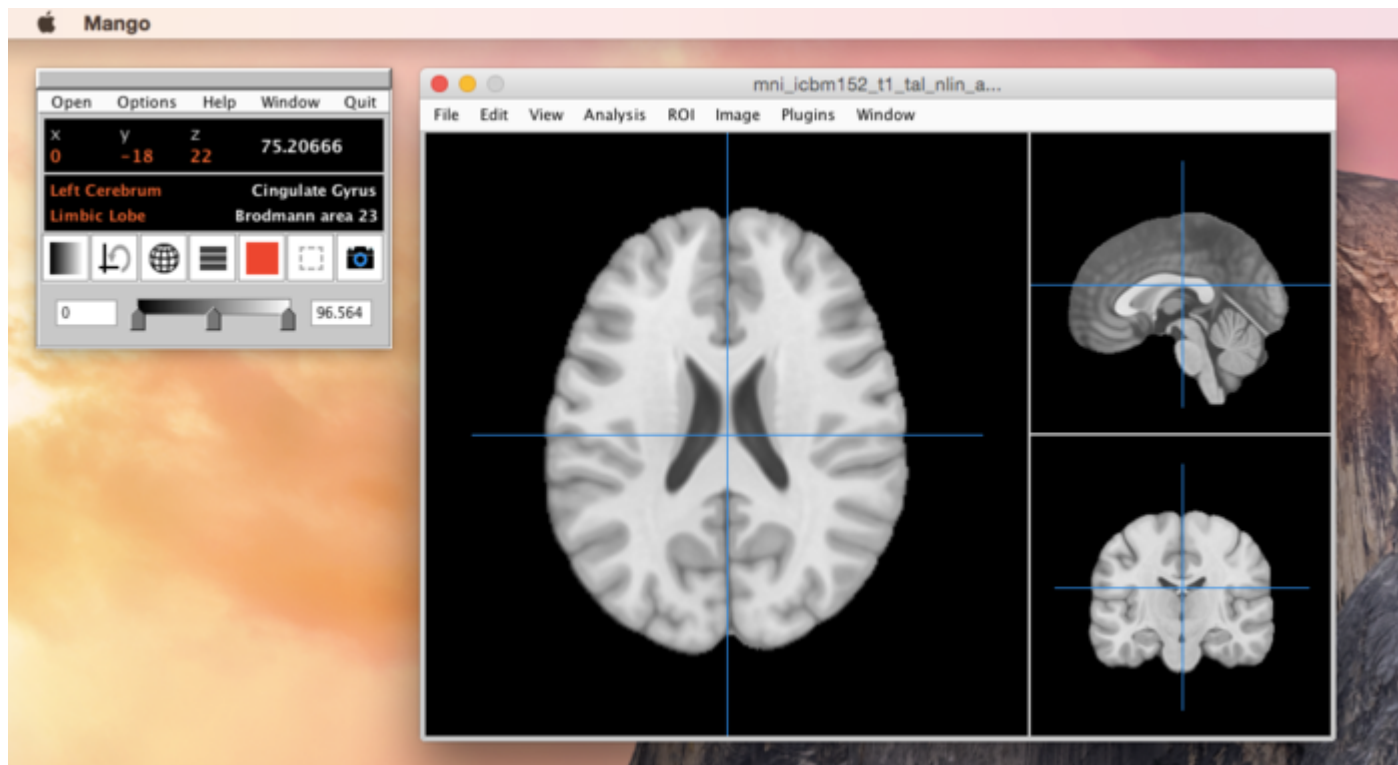 Mango
Open Options Help Window Quit
x y z
0 -18 22 75.20666
Left Cerebrum Cingulate Gyrus
Limbic Lobe Brodmann area 23
0 96.564
mni_icbm152_t1_tal_nlin_a...
File Edit View Analysis ROI Image Plugins Window